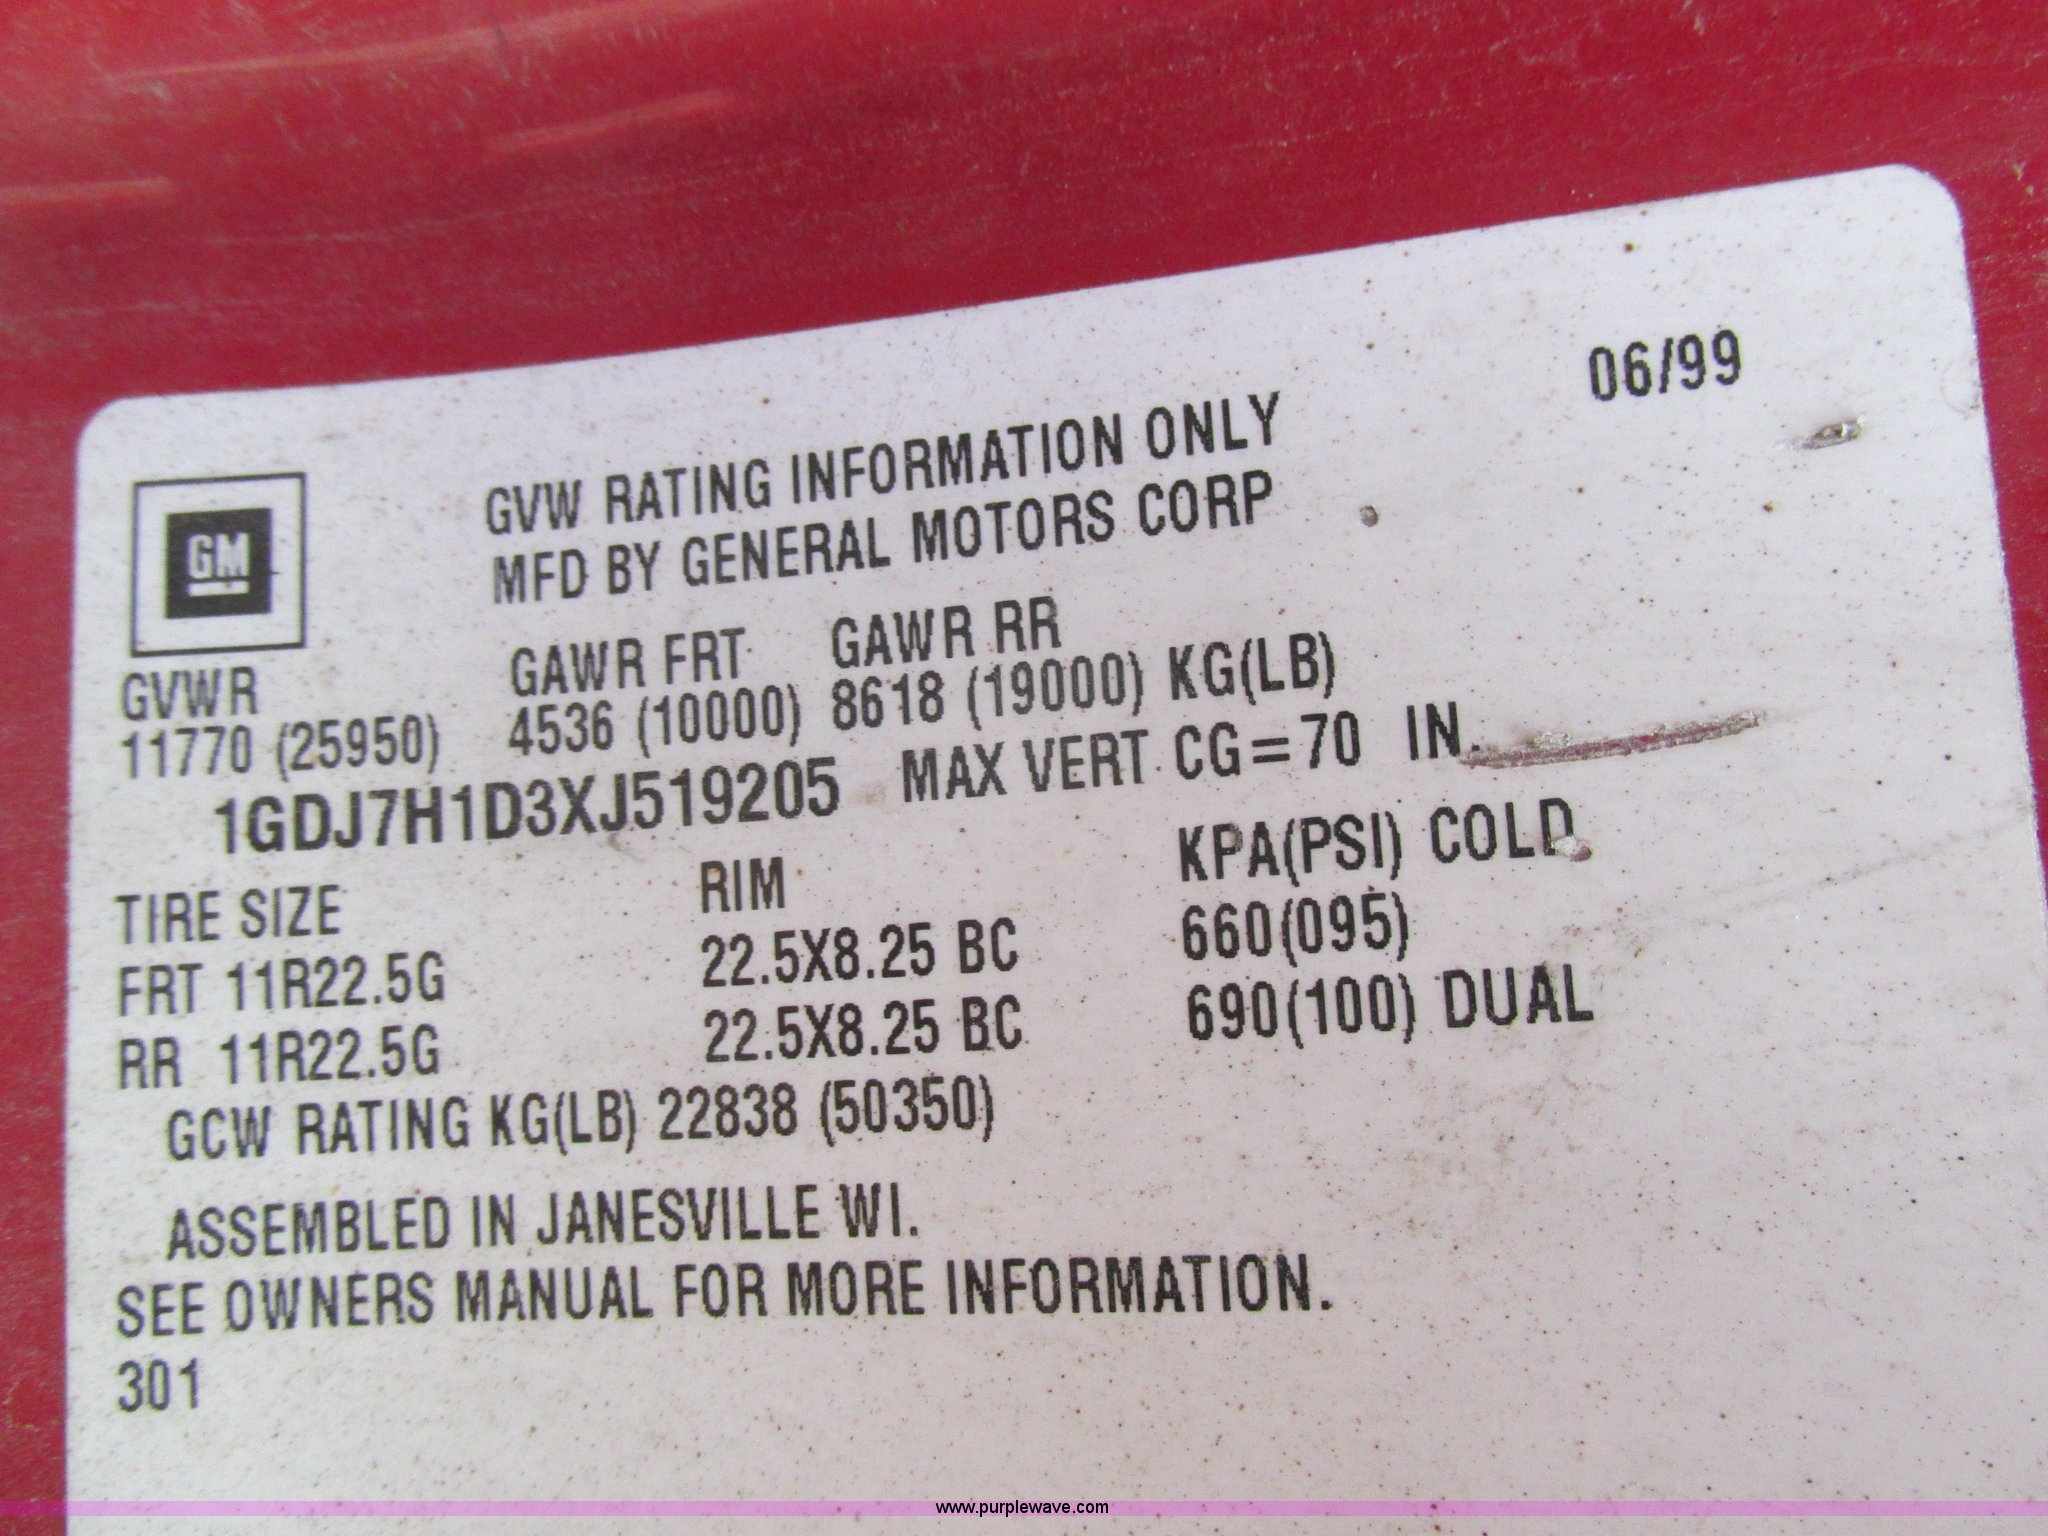 06/99
GM
GVW RATING INFORMATION ONLY
MFD BY GENERAL MOTORS CORP
GVWR GAWR FRT GAWR RR
11770 (25950) 4536 (10000) 8618 (19000) KG(LB)
1GDJ7H1D3XJ519205 MAX VERT CG=70 IN.
TIRE SIZE RIM KPA(PSI) COLD
FRT 11R22.5G 22.5X8.25 BC 660(095)
RR 11R22.5G 22.5X8.25 BC 690(100) DUAL
GCW RATING KG(LB) 22838 (50350)
ASSEMBLED IN JANESVILLE WI.
SEE OWNERS MANUAL FOR MORE INFORMATION.
301
www.purplewave.com